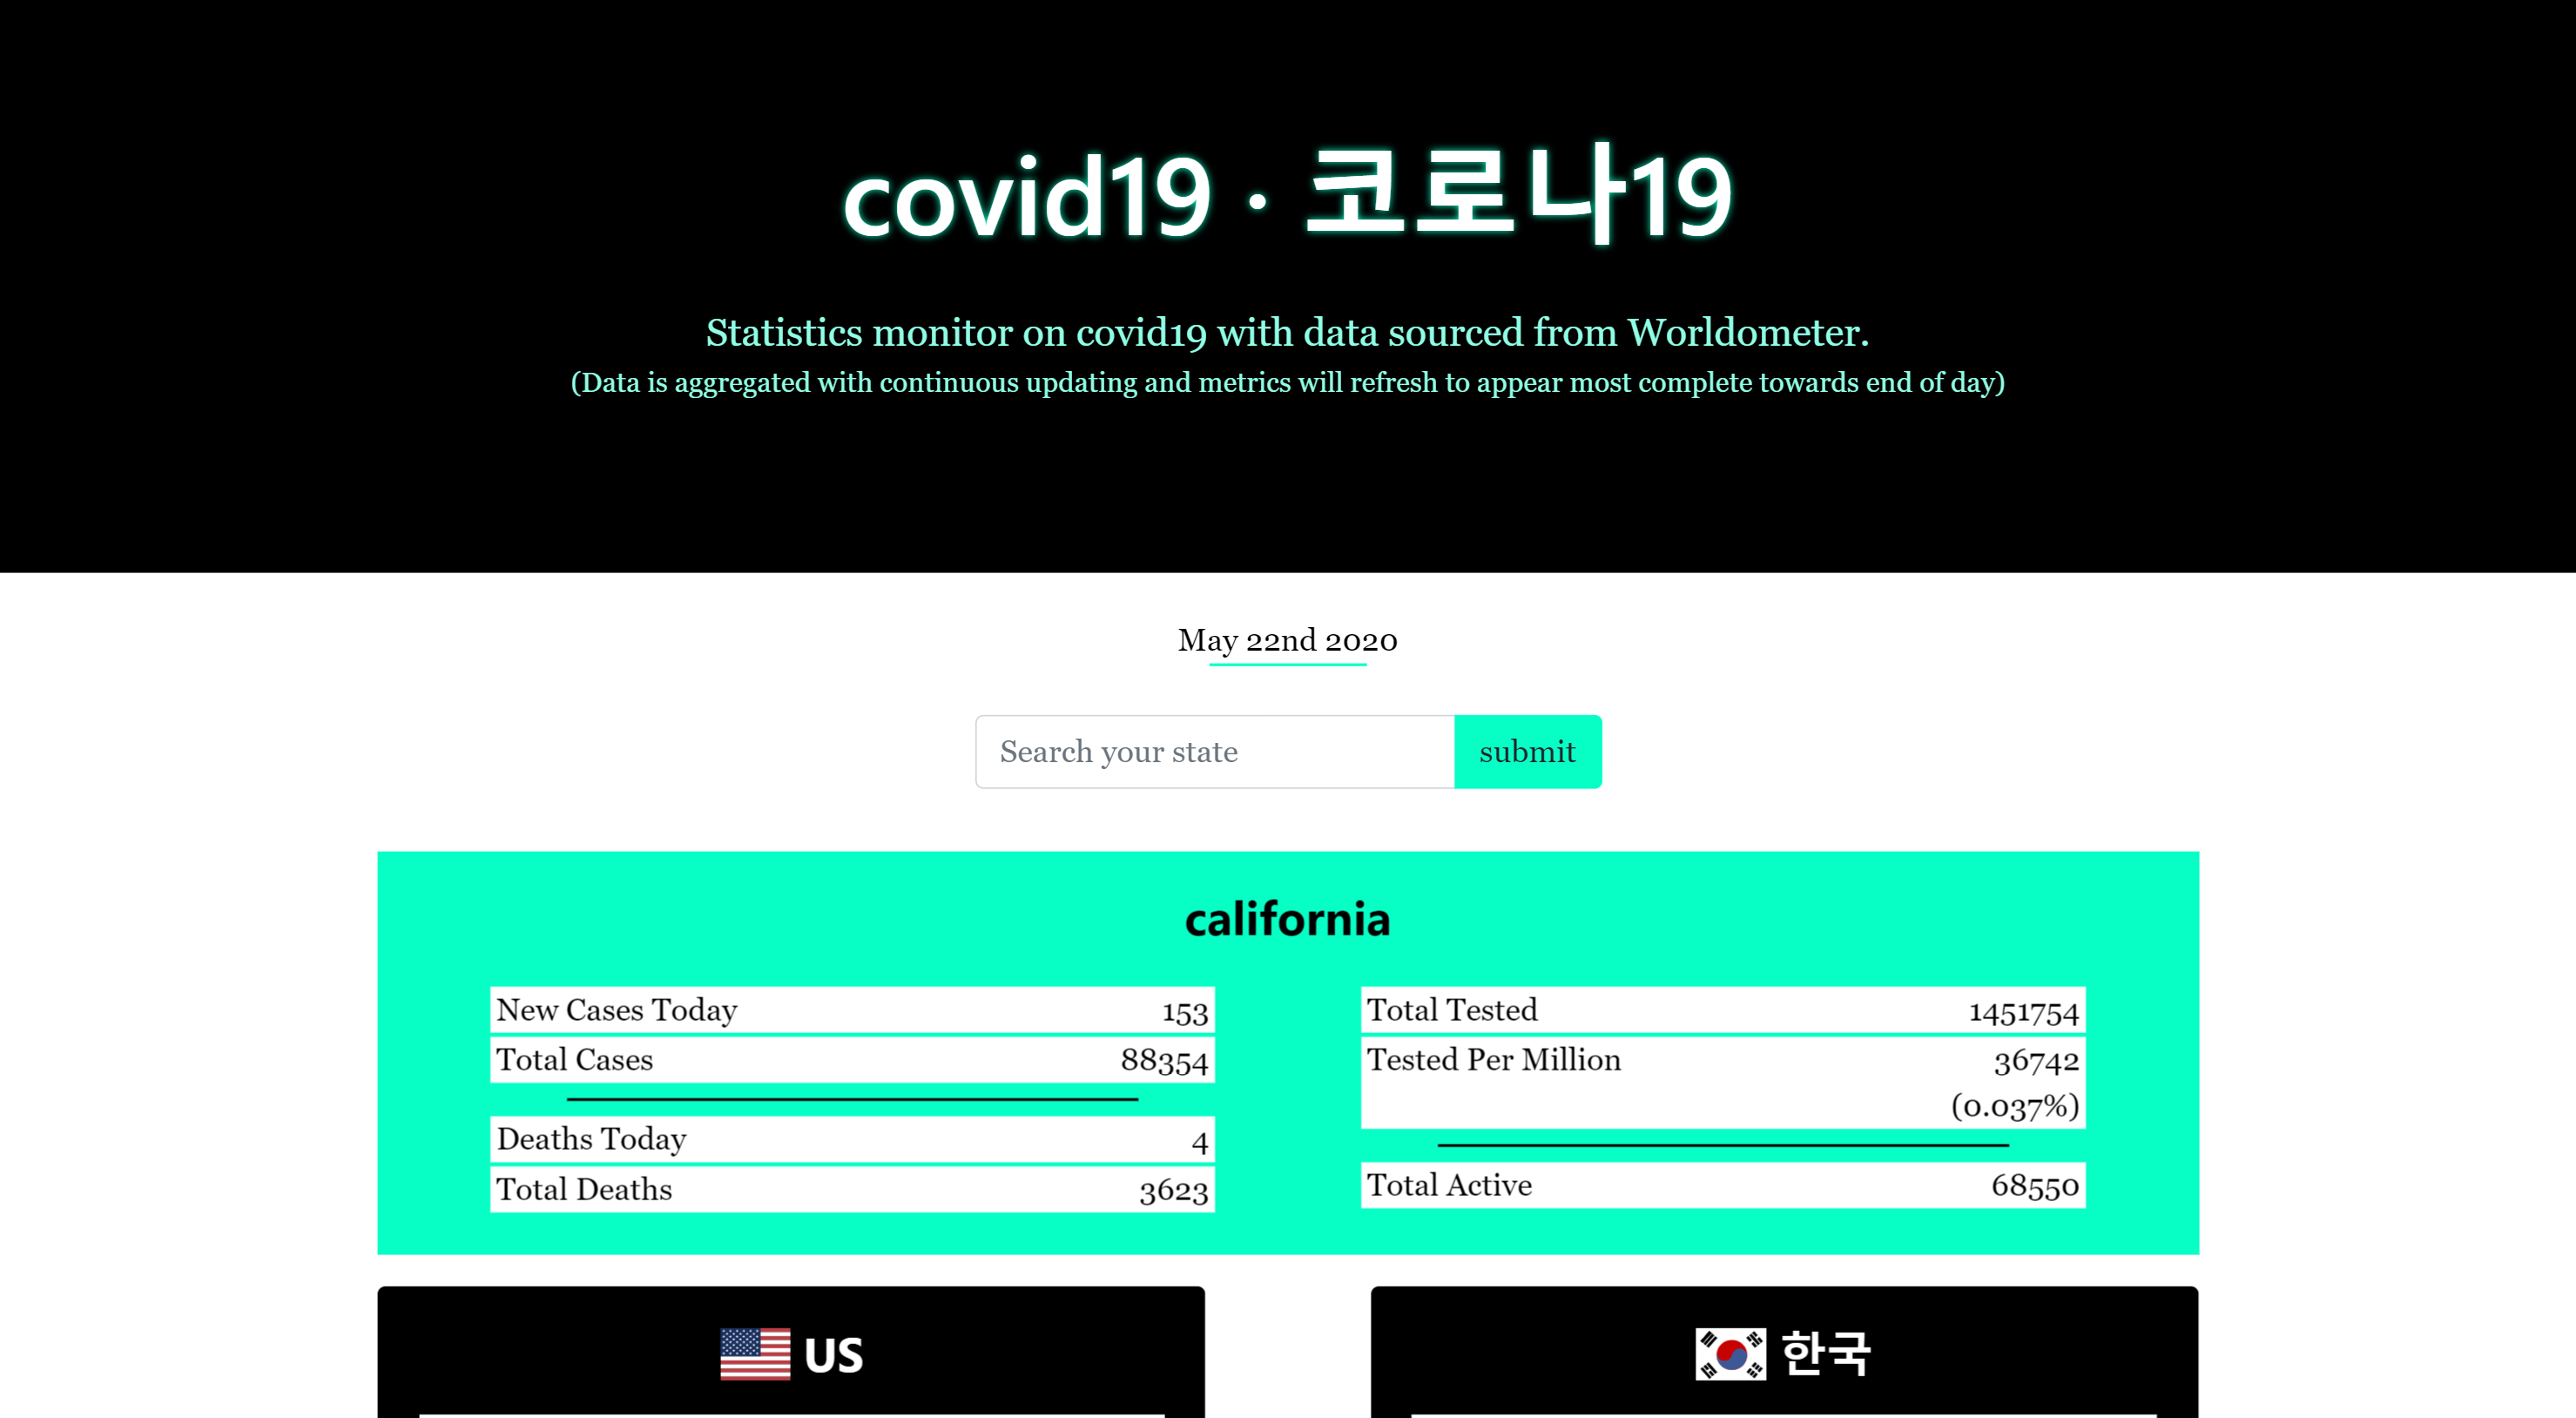 covid19 · 코로나19
Statistics monitor on covid19 with data sourced from Worldometer.
(Data is aggregated with continuous updating and metrics will refresh to appear most complete towards end of day)
May 22nd 2020
Search your state
submit
california
New Cases Today 153
Total Cases 88354
Deaths Today 4
Total Deaths 3623
Total Tested 1451754
Tested Per Million 36742
(0.037%)
Total Active 68550
US
한국